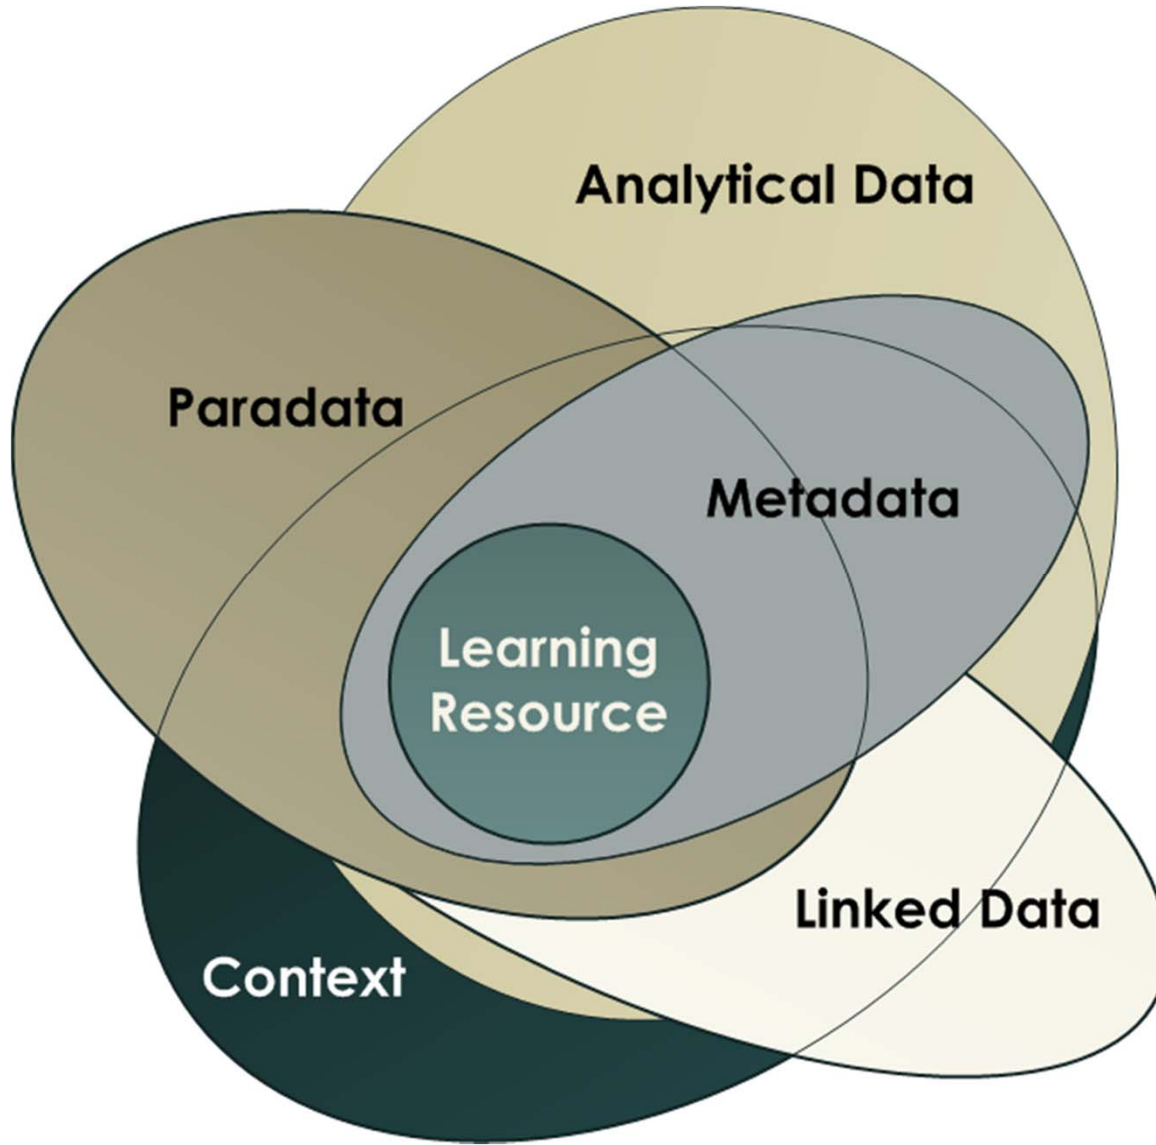 Analytical Data
Paradata
Metadata
Learning
Resource
Linked Data
Context